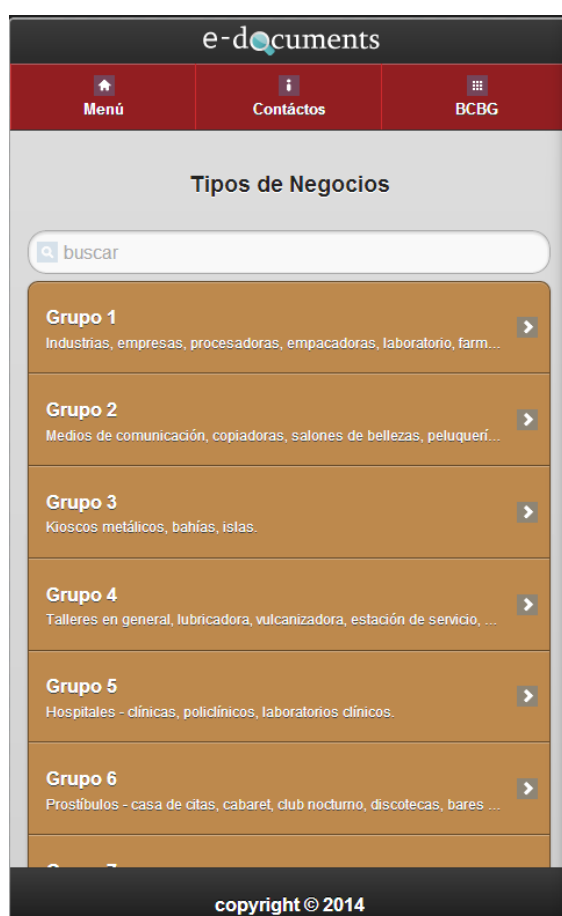 e-documents
Menú
Contáctos
BCBG
Tipos de Negocios
buscar
Grupo 1
Industrias, empresas, procesadoras, empacadoras, laboratorio, farm...
Grupo 2
Medios de comunicación, copiadoras, salones de bellezas, peluquerí...
Grupo 3
Kioscos metálicos, bahías, islas.
Grupo 4
Talleres en general, lubricadora, vulcanizadora, estación de servicio, ...
Grupo 5
Hospitales - clínicas, policlínicos, laboratorios clínicos.
Grupo 6
Prostíbulos - casa de citas, cabaret, club nocturno, discotecas, bares ...
copyright © 2014